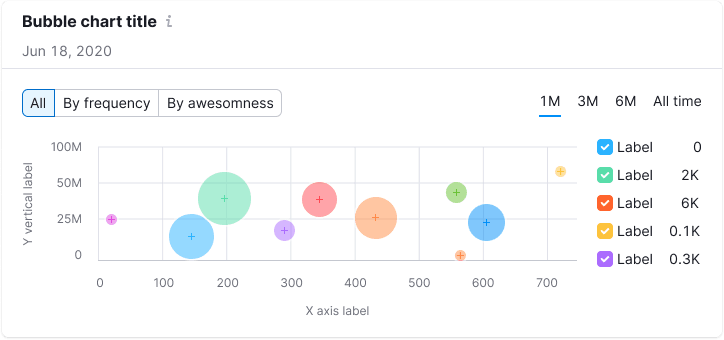 Bubble chart title i
Jun 18, 2020
All By frequency By awesomness
1M 3M 6M All time
Y vertical label
100M
50M
25M
0
0 100 200 300 400 500 600 700
X axis label
Label 0
Label 2K
Label 6K
Label 0.1K
Label 0.3K